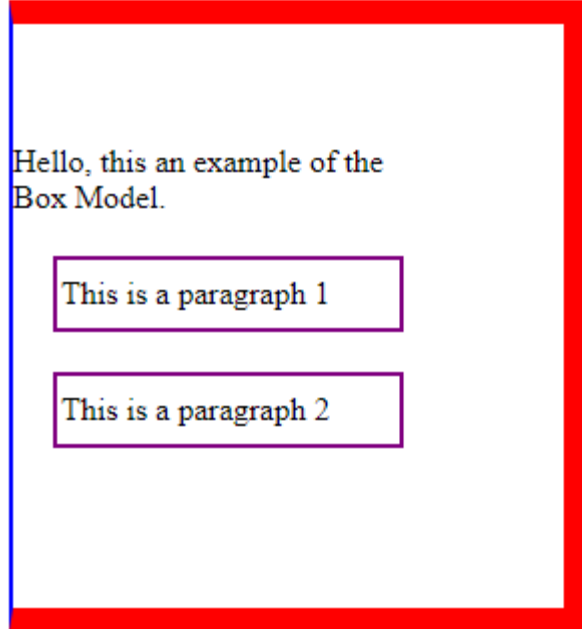 Hello, this an example of the
Box Model.
This is a paragraph 1
This is a paragraph 2